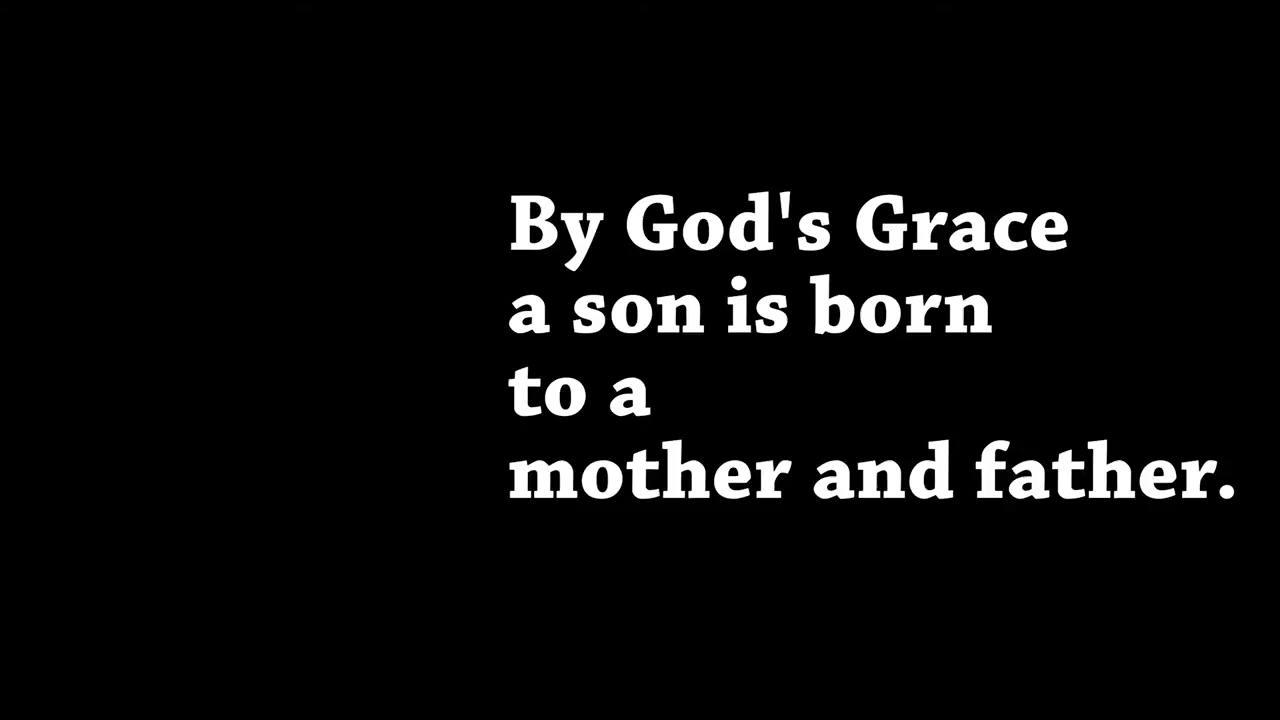 By God's Grace
a son is born
to a
mother and father.